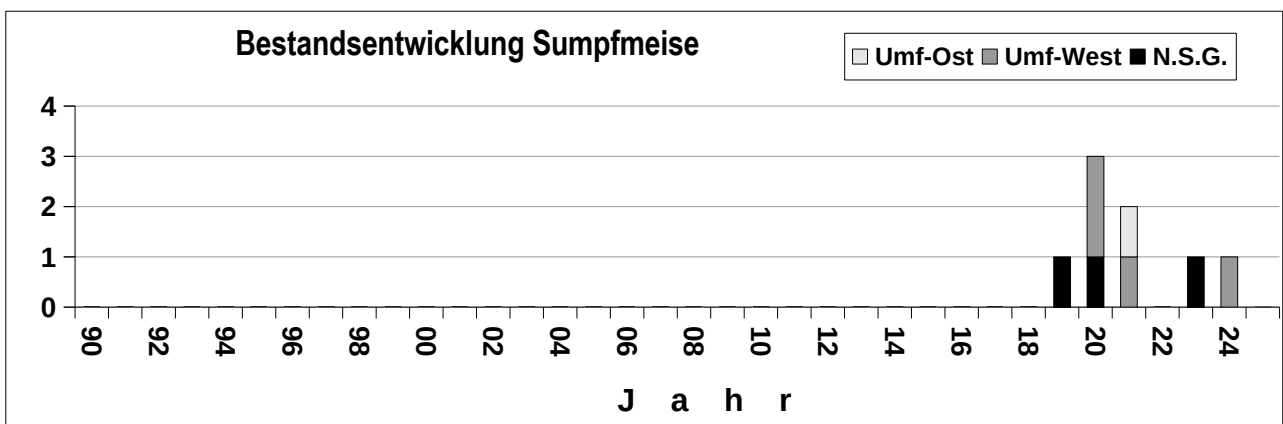 Bestandsentwicklung Sumpfmeise
Umf-Ost Umf-West N.S.G.
4
3
2
1
0
90 92 94 96 98 00 02 04 06 08 10 12 14 16 18 20 22 24
J a h r